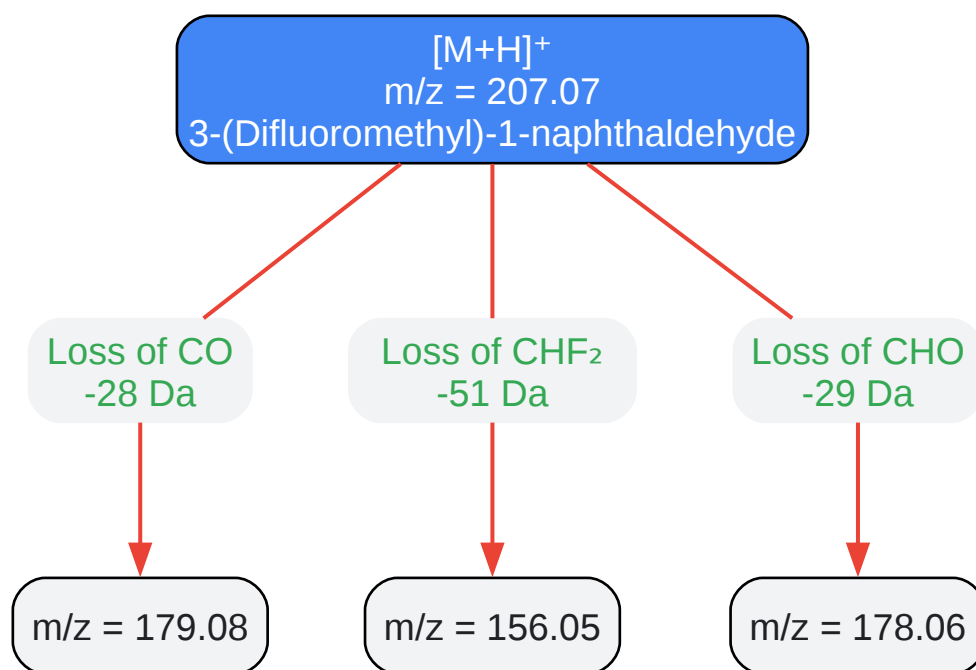 [M+H]⁺
m/z = 207.07
3-(Difluoromethyl)-1-naphthaldehyde
Loss of CO
-28 Da
Loss of CHF₂
-51 Da
Loss of CHO
-29 Da
m/z = 179.08
m/z = 156.05
m/z = 178.06